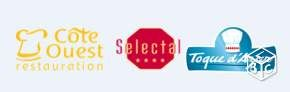 Côte
Ouest
restauration
Selectal
Toque d'